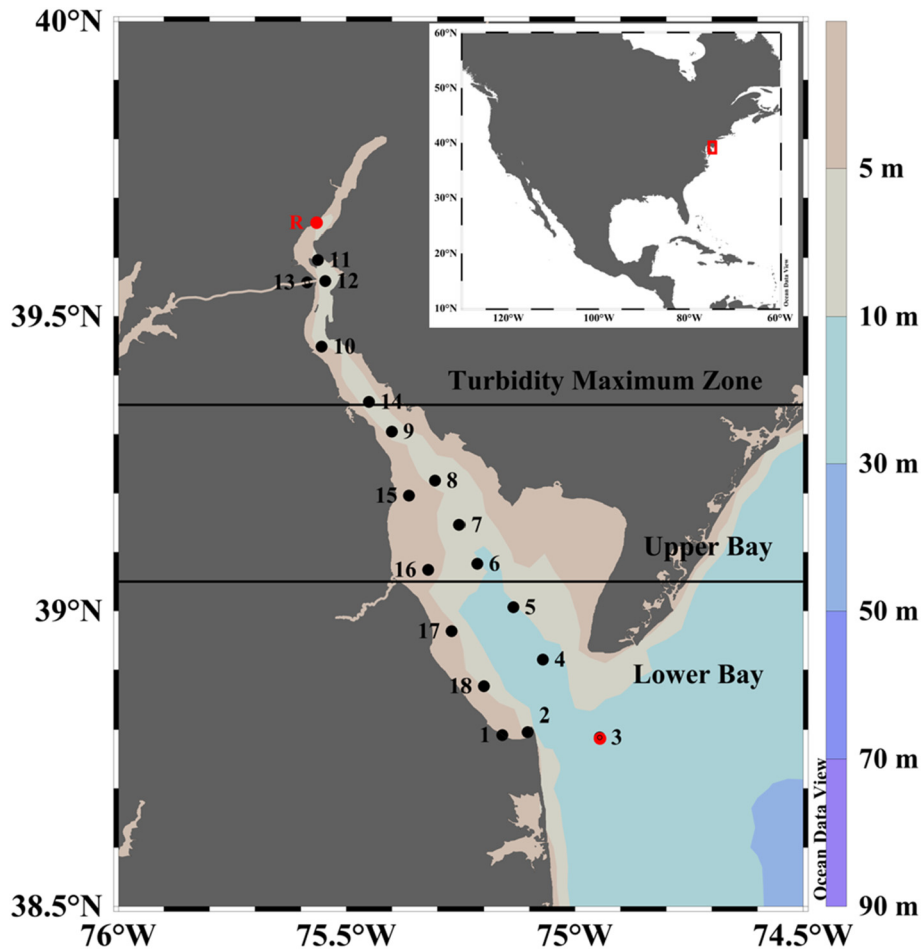 40°N
60°N
50°N
40°N
30°N
20°N
10°N
120°W 100°W 80°W 60°W
Ocean Data View
5 m
R
11
13 12
39.5°N
10 m
10
Turbidity Maximum Zone
14
9
30 m
8
15
7
Upper Bay
6
16
39°N
5
50 m
17
4
Lower Bay
18
2
1
3
70 m
Ocean Data View
38.5°N
90 m
76°W 75.5°W 75°W 74.5°W